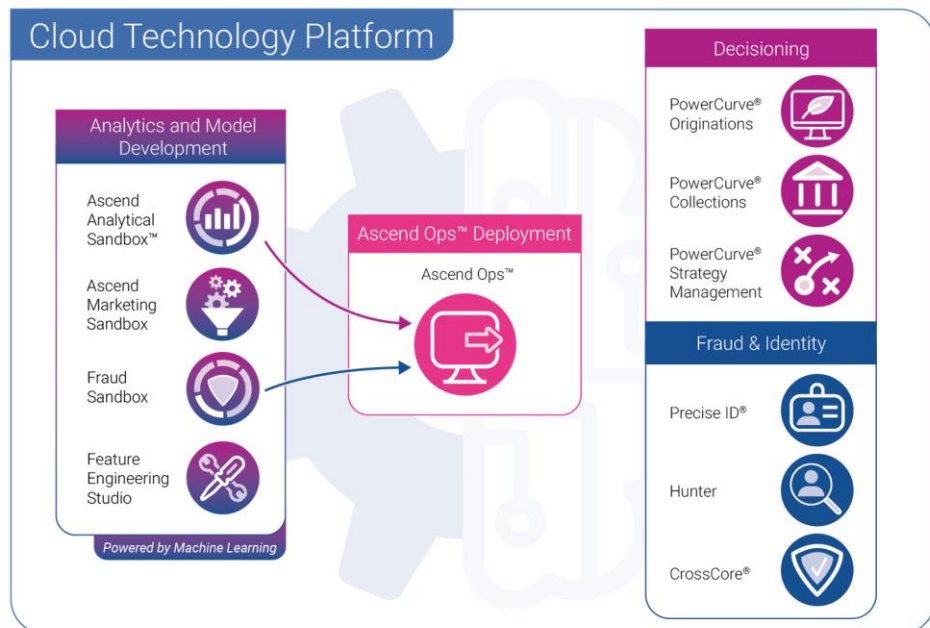 Cloud Technology Platform
Analytics and Model
Development
Ascend
Analytical
Sandbox™
Ascend
Marketing
Sandbox
Fraud
Sandbox
Feature
Engineering
Studio
Powered by Machine Learning
Ascend Ops™ Deployment
Ascend Ops™
Decisioning
PowerCurve®
Originations
PowerCurve®
Collections
PowerCurve®
Strategy
Management
Fraud & Identity
Precise ID®
Hunter
CrossCore®